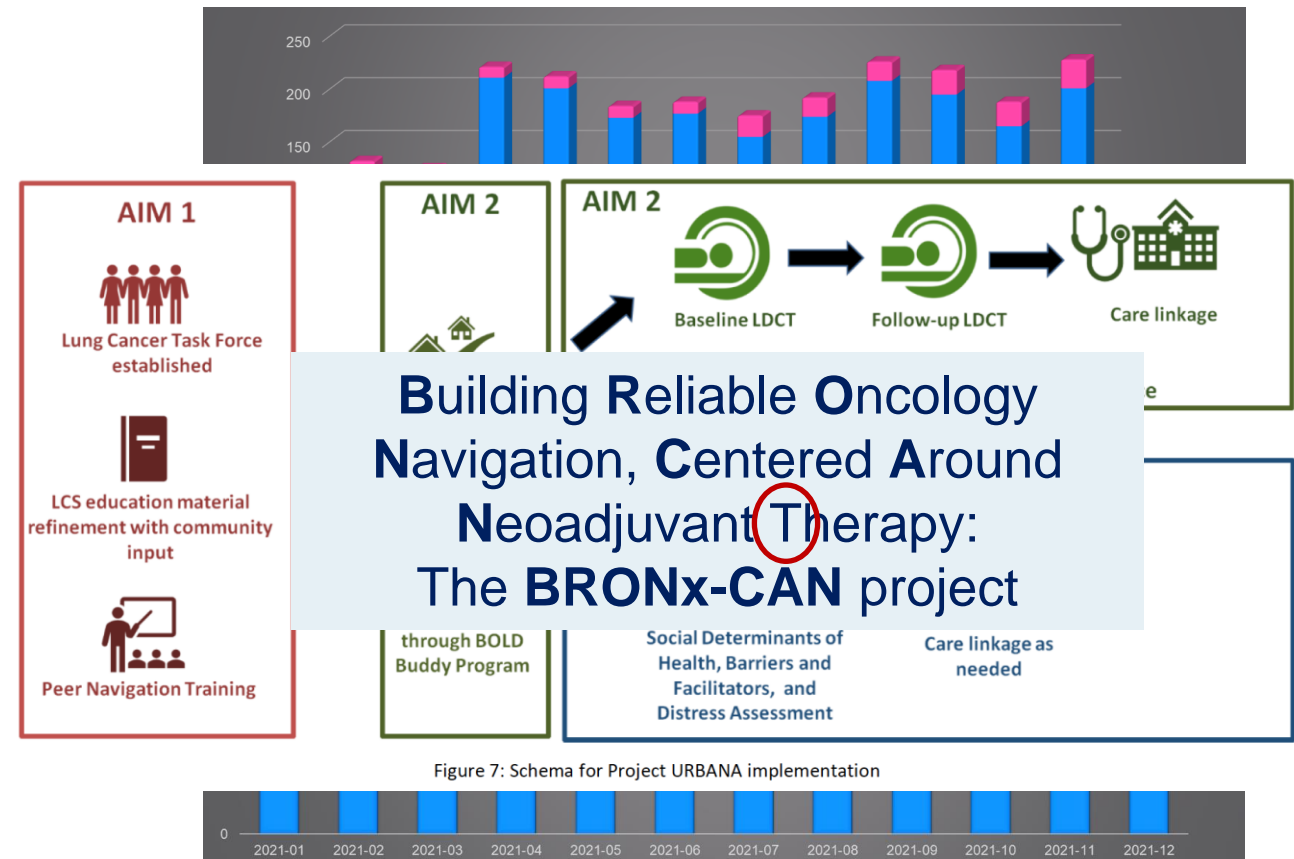 250
200
150
AIM 1
Lung Cancer Task Force
established
LCS education material
refinement with community
input
Peer Navigation Training
AIM 2
through BOLD
Buddy Program
AIM 2
Baseline LDCT
Follow-up LDCT
Care linkage
Building Reliable Oncology
Navigation, Centered Around
Neoadjuvant Therapy:
The BRONx-CAN project
Social Determinants of
Health, Barriers and
Facilitators, and
Distress Assessment
Care linkage as
needed
Figure 7: Schema for Project URBANA implementation
0
2021-01 2021-02 2021-03 2021-04 2021-05 2021-06 2021-07 2021-08 2021-09 2021-10 2021-11 2021-12